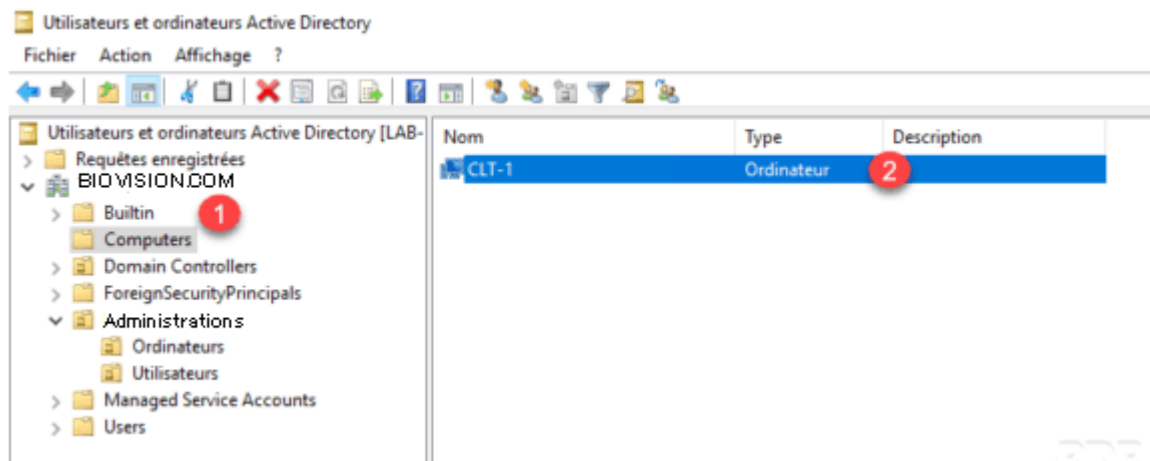 Utilisateurs et ordinateurs Active Directory
Fichier Action Affichage ?
Utilisateurs et ordinateurs Active Directory [LAB-
Requêtes enregistrées
BIOVISION.COM
Builtin
1
Computers
Domain Controllers
ForeignSecurityPrincipals
Administrations
Ordinateurs
Utilisateurs
Managed Service Accounts
Users
Nom Type Description
CLT-1 Ordinateur 2